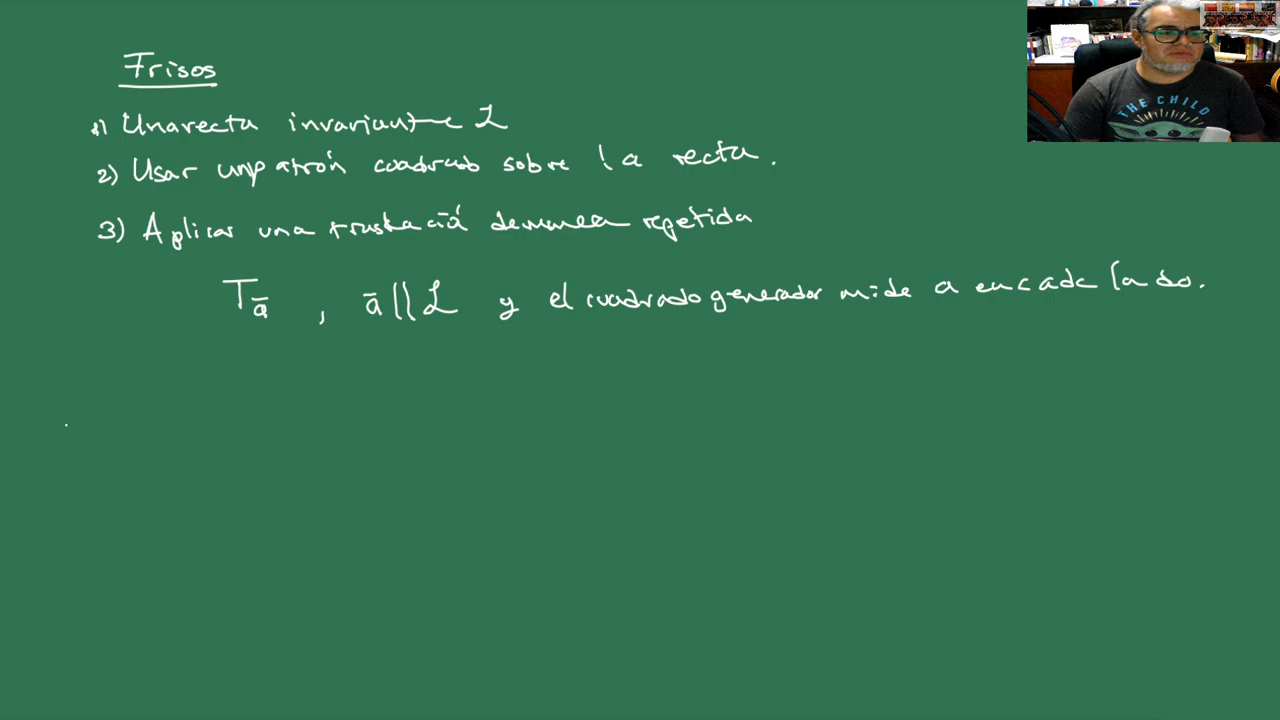 Frisos
1) Una recta invariante L
2) Usar un patrón cuadrado sobre la recta.
3) Aplicar una traslación de manera repetida
T_ā , ā || L y el cuadrado generador mide a en cada lado.
THE CHILD